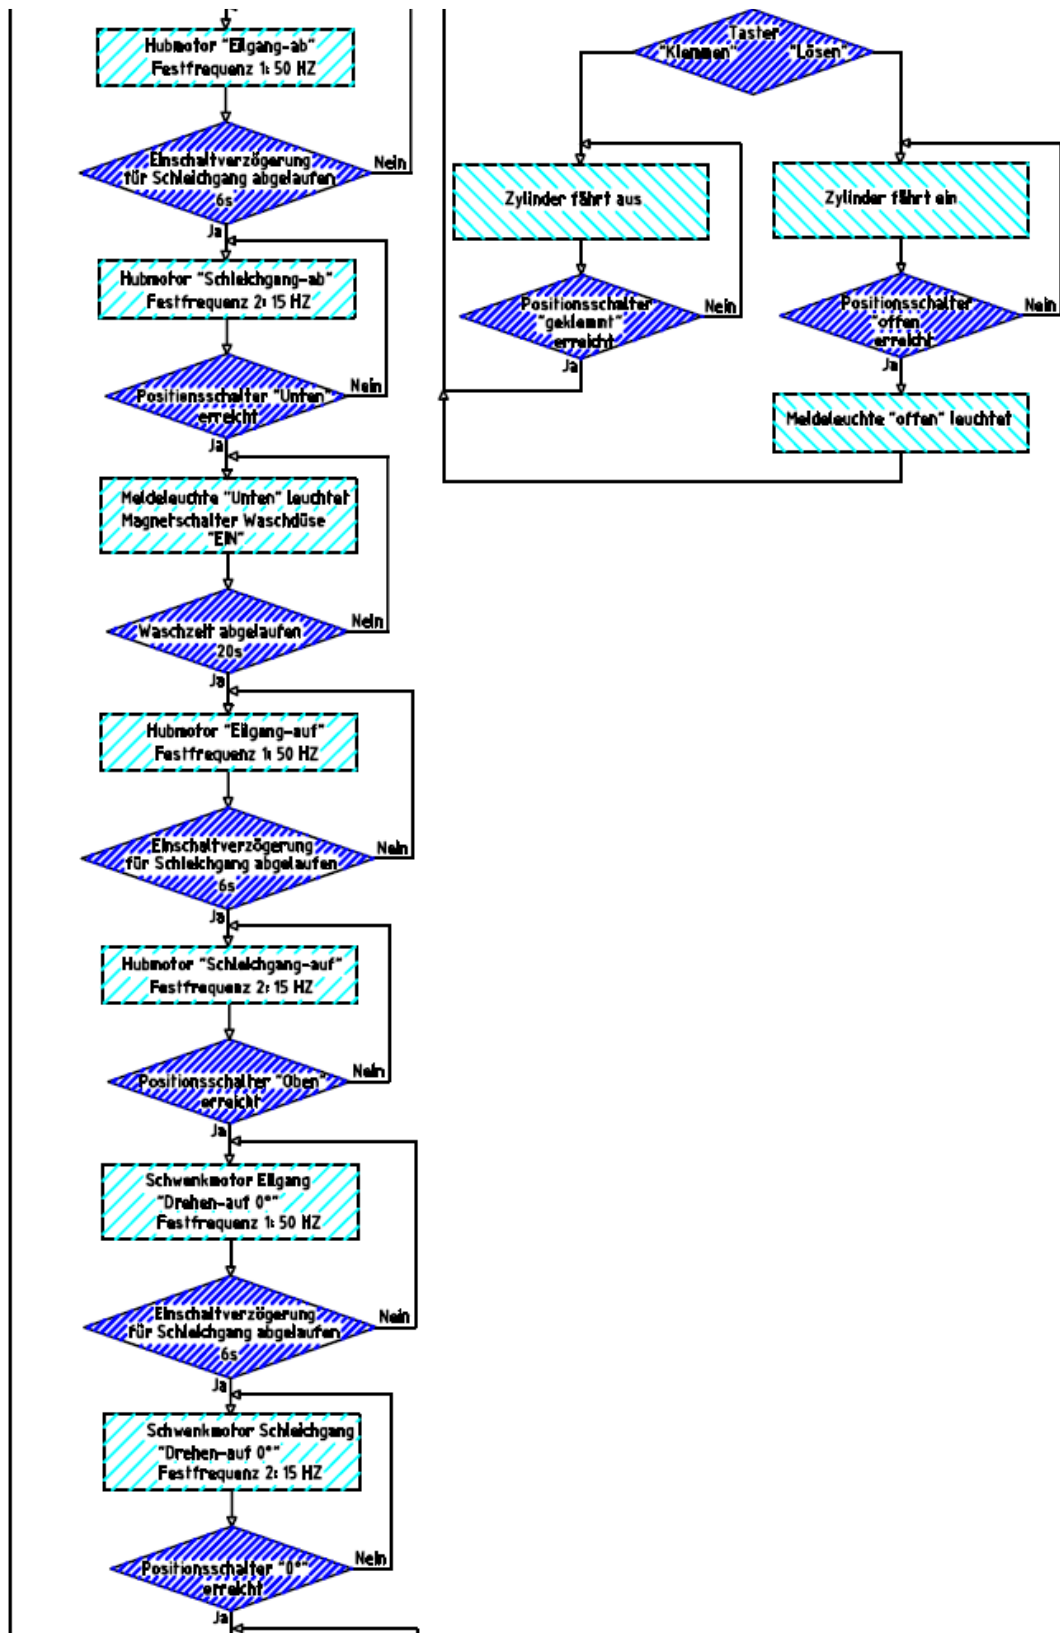 Hubmotor "Eilgang-ab"
Festfrequenz 1: 50 HZ
Einschaltverzögerung
für Schleichgang abgelaufen
6s
Nein
Ja
Hubmotor "Schleichgang-ab"
Festfrequenz 2: 15 HZ
Positionsschalter "Unten"
erreicht
Nein
Ja
Meldeleuchte "Unten" leuchtet
Magnetschalter Waschdüse
"EIN"
Waschzeit abgelaufen
20s
Nein
Ja
Hubmotor "Eilgang-auf"
Festfrequenz 1: 50 HZ
Einschaltverzögerung
für Schleichgang abgelaufen
6s
Nein
Ja
Hubmotor "Schleichgang-auf"
Festfrequenz 2: 15 HZ
Positionsschalter "Oben"
erreicht
Nein
Ja
Schwenkmotor Eilgang
"Drehen-auf 0°"
Festfrequenz 1: 50 HZ
Einschaltverzögerung
für Schleichgang abgelaufen
6s
Nein
Ja
Schwenkmotor Schleichgang
"Drehen-auf 0°"
Festfrequenz 2: 15 HZ
Positionsschalter "0°"
erreicht
Nein
Ja
Taster
"Klemmen" "Lösen"
Zylinder fährt aus
Positionsschalter
"geklemmt"
erreicht
Nein
Ja
Zylinder fährt ein
Positionsschalter
"offen
erreicht
Nein
Ja
Meldeleuchte "offen" leuchtet